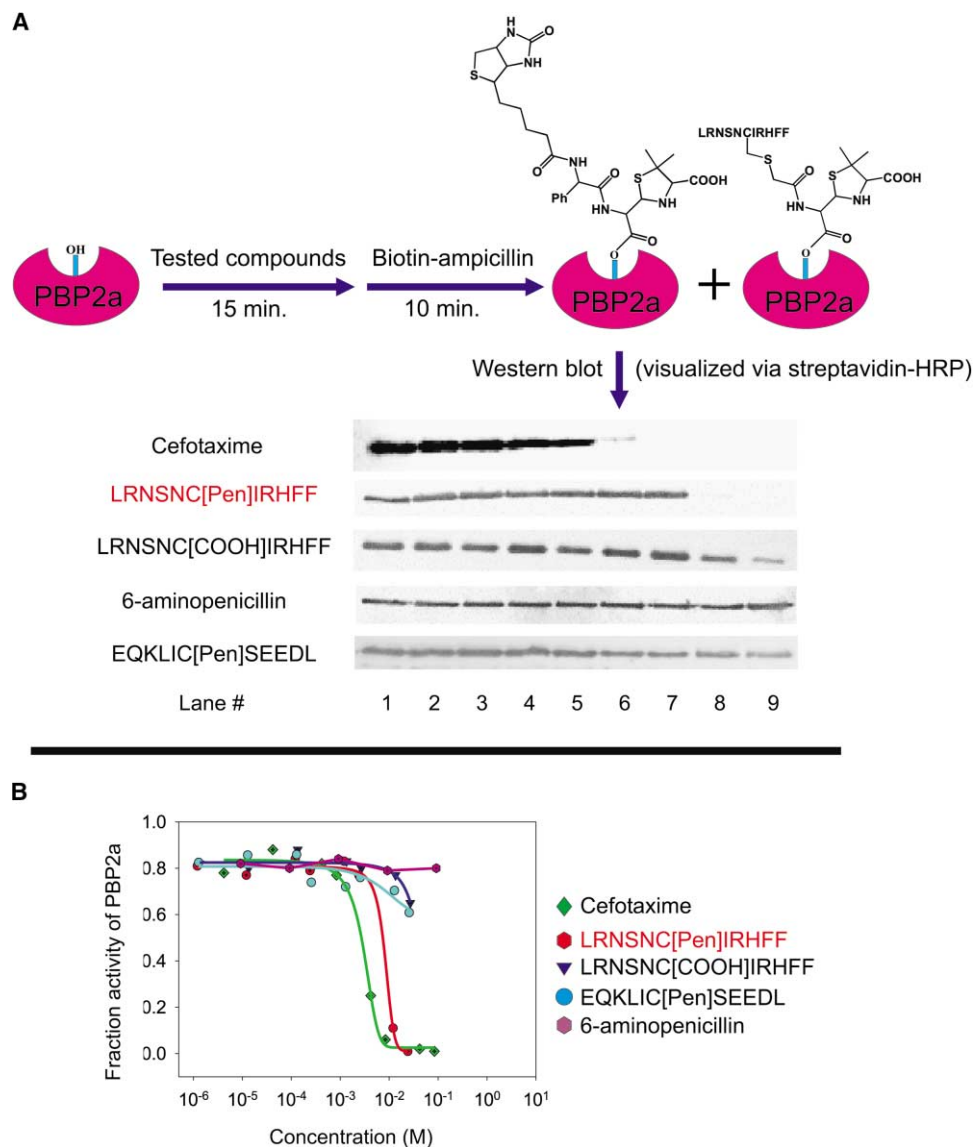 A
H
N
O
NH
S
O
NH
Ph
O
HN
S
NH
COOH
O
O
LRNSNCIRHFF
S
O
HN
S
NH
COOH
O
O
OH
PBP2a
Tested compounds
15 min.
Biotin-ampicillin
10 min.
PBP2a
+
PBP2a
Western blot (visualized via streptavidin-HRP)
Cefotaxime
LRNSNC[Pen]IRHFF
LRNSNC[COOH]IRHFF
6-aminopenicillin
EQKLIC[Pen]SEEDL
Lane # 1 2 3 4 5 6 7 8 9
B
Fraction activity of PBP2a
1.0
0.8
0.6
0.4
0.2
0.0
10-6 10-5 10-4 10-3 10-2 10-1 100 101
Concentration (M)
Cefotaxime
LRNSNC[Pen]IRHFF
LRNSNC[COOH]IRHFF
EQKLIC[Pen]SEEDL
6-aminopenicillin